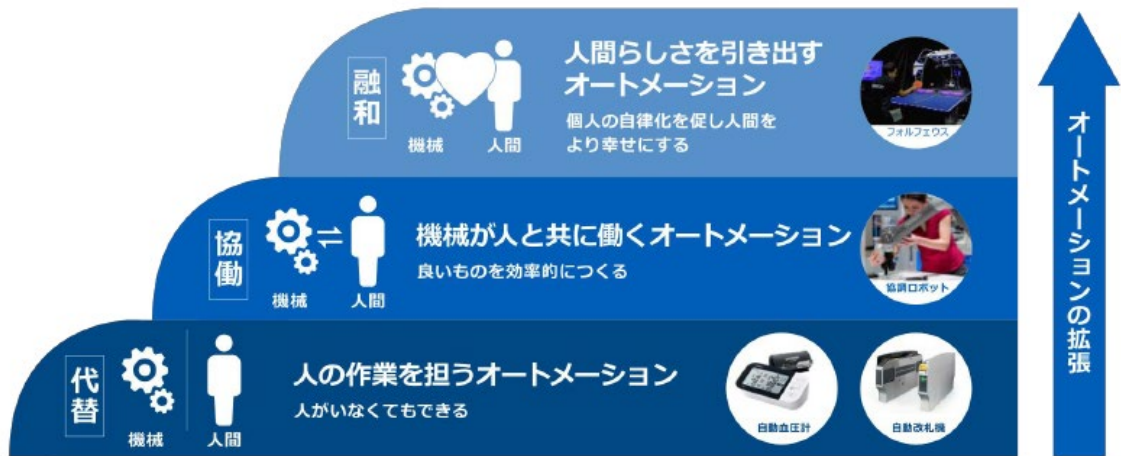 融和
機械
人間
人間らしさを引き出す
オートメーション
個人の自律化を促し人間を
より幸せにする
フォルフェウス
協働
機械
人間
機械が人と共に働くオートメーション
良いものを効率的につくる
協調ロボット
代替
機械
人間
人の作業を担うオートメーション
人がいなくてもできる
自動血圧計
自動改札機
オートメーションの拡張